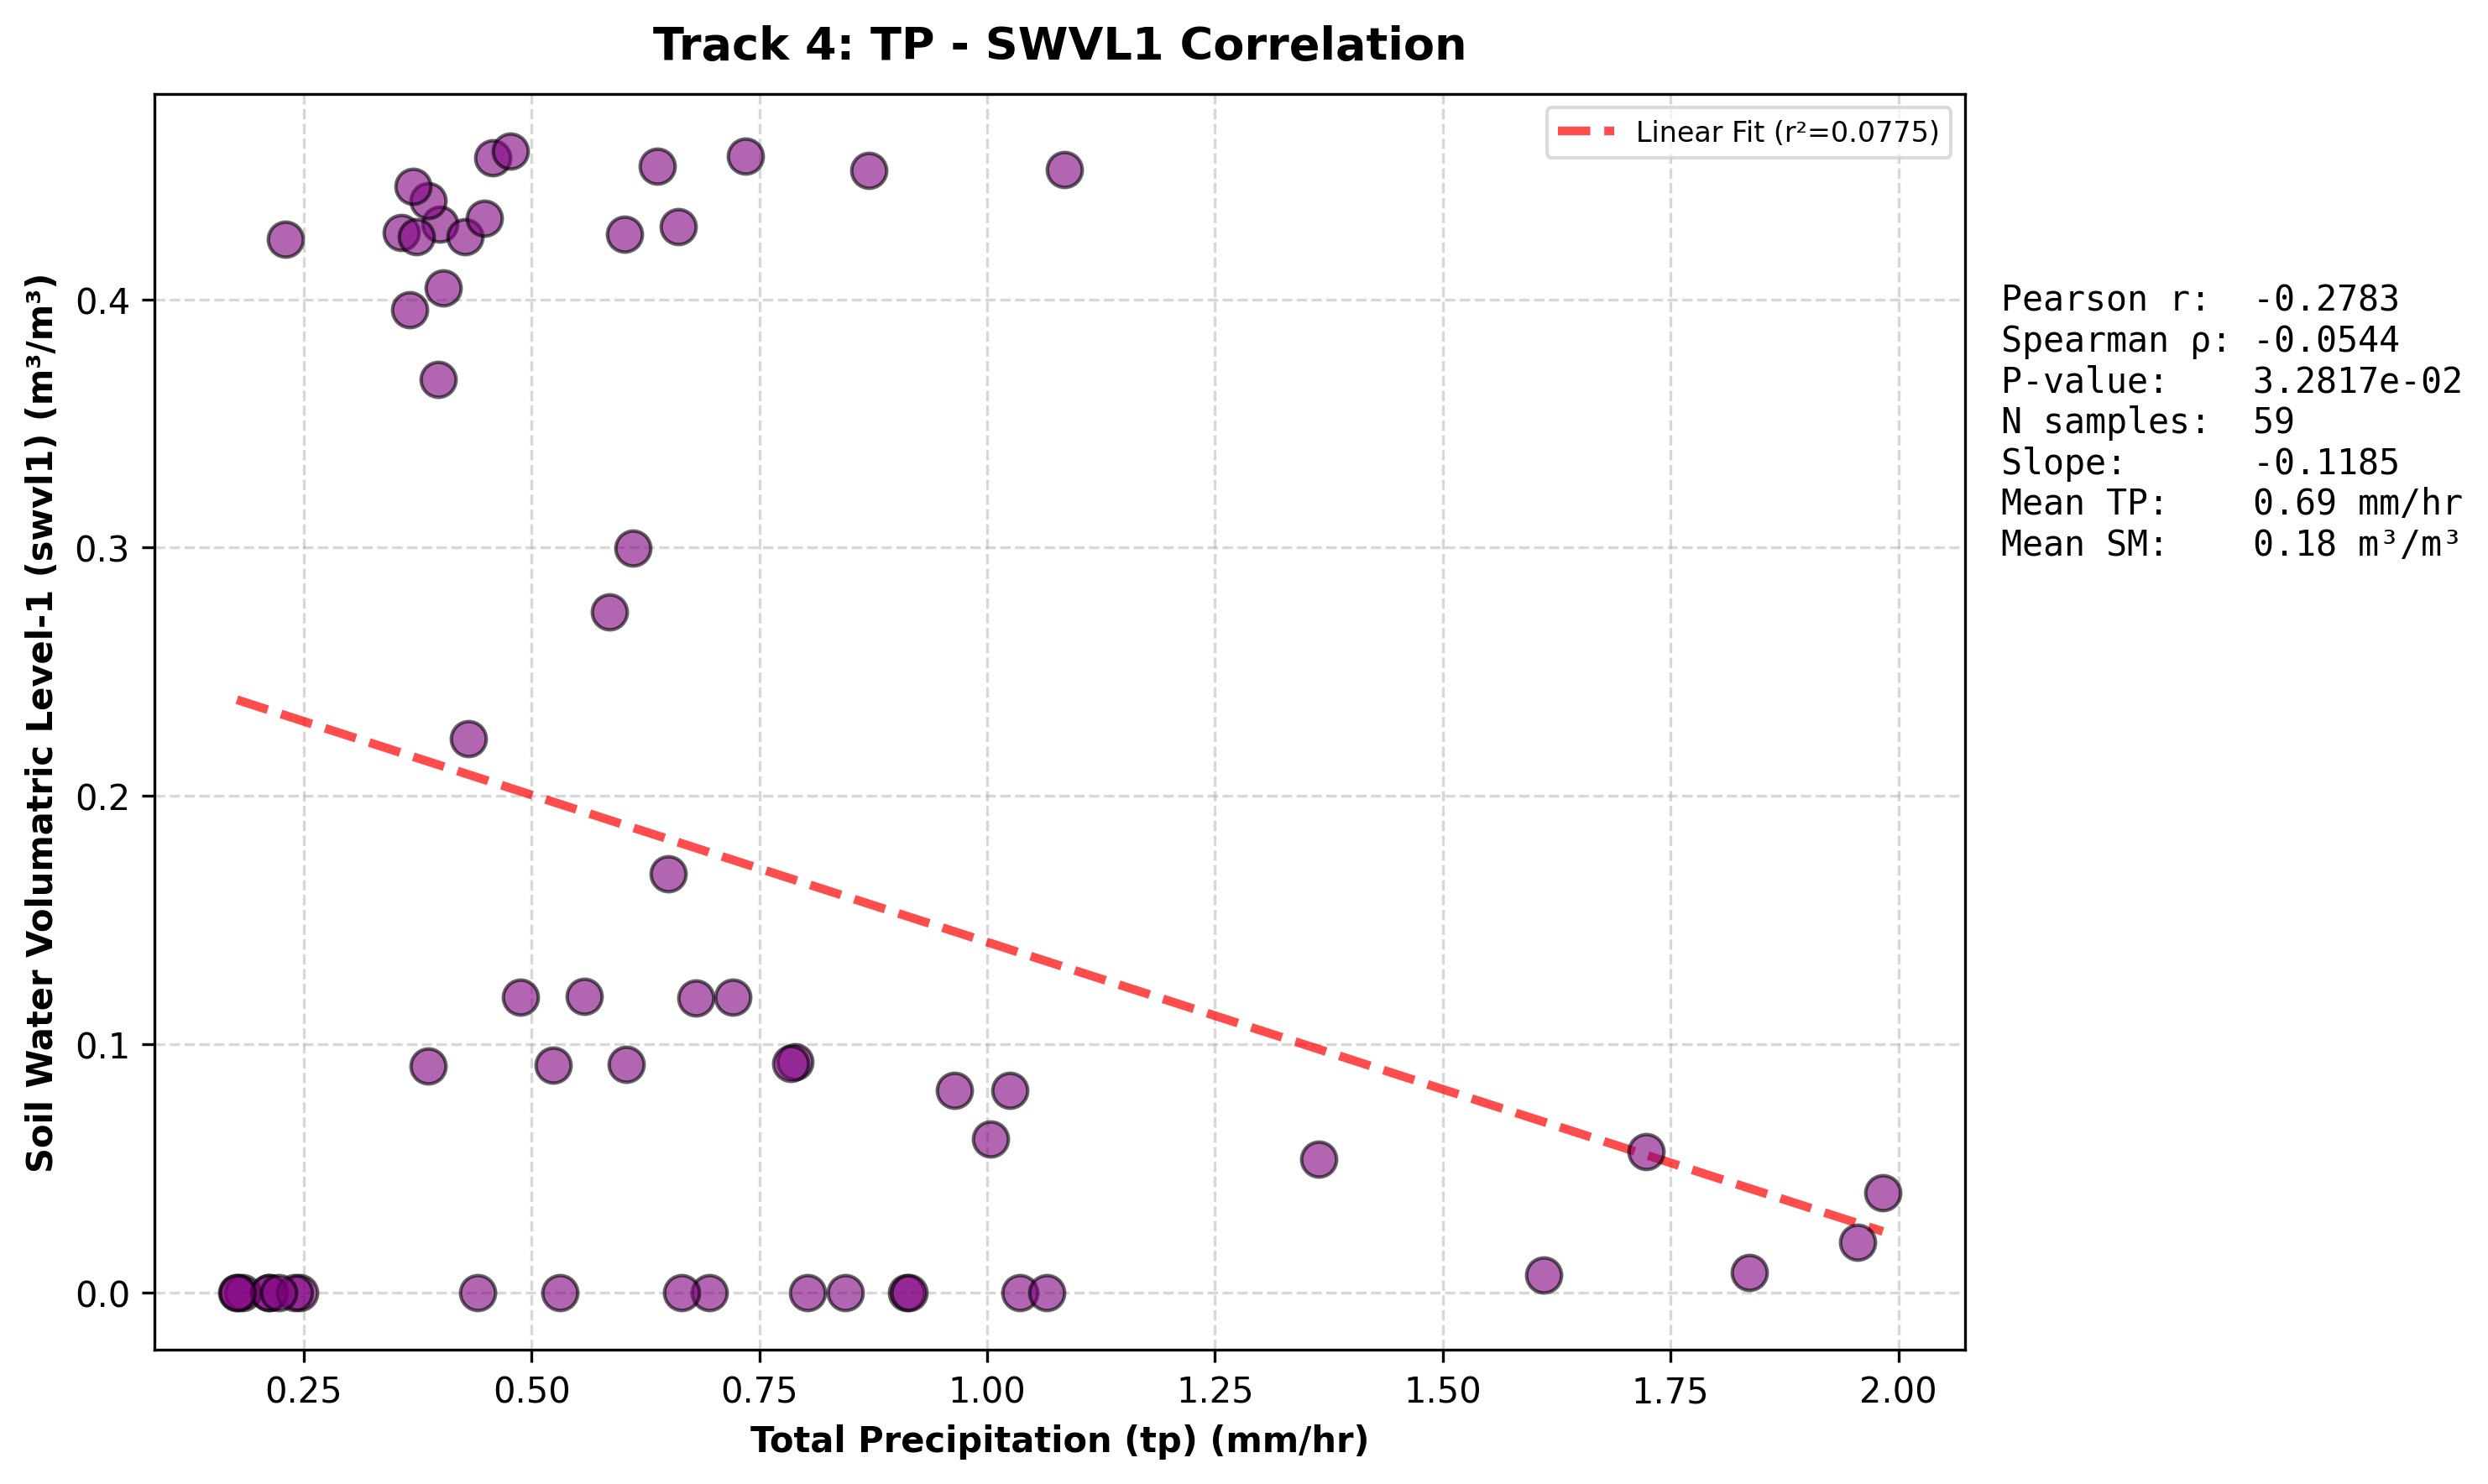 Track 4: TP - SWVL1 Correlation
Linear Fit (r²=0.0775)
Soil Water Volumatric Level-1 (swvl1) (m³/m³)
0.4
0.3
0.2
0.1
0.0
0.25 0.50 0.75 1.00 1.25 1.50 1.75 2.00
Total Precipitation (tp) (mm/hr)
Pearson r: -0.2783
Spearman ρ: -0.0544
P-value: 3.2817e-02
N samples: 59
Slope: -0.1185
Mean TP: 0.69 mm/hr
Mean SM: 0.18 m³/m³